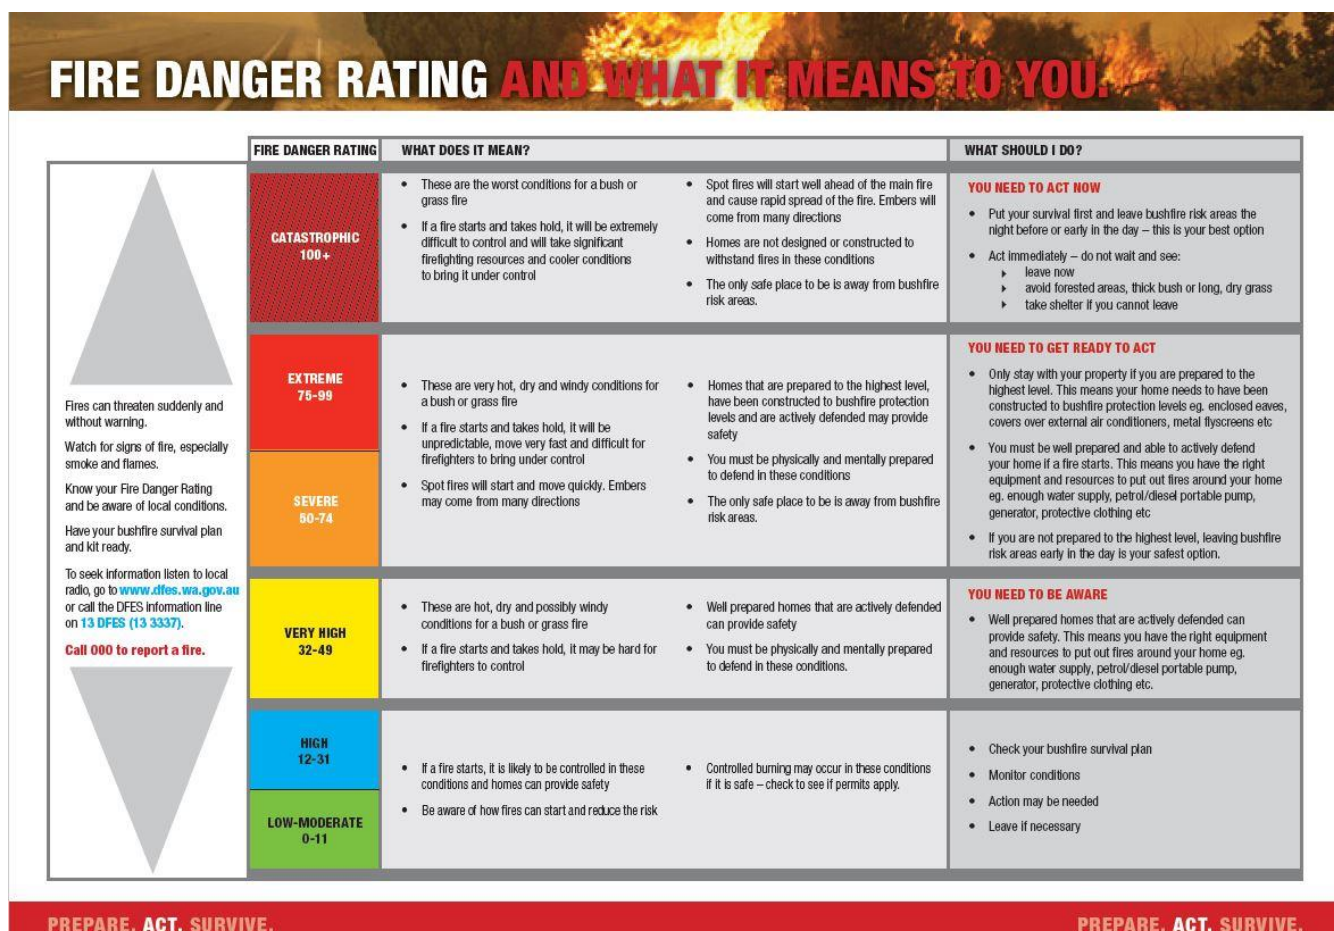 FIRE DANGER RATING AND WHAT IT MEANS TO YOU.
FIRE DANGER RATING
WHAT DOES IT MEAN?
WHAT SHOULD I DO?
Fires can threaten suddenly and
without warning.
Watch for signs of fire, especially
smoke and flames.
Know your Fire Danger Rating
and be aware of local conditions.
Have your bushfire survival plan
and kit ready.
To seek information listen to local
radio, go to www.dfes.wa.gov.au
or call the DFES information line
on 13 DFES (13 3337).
Call 000 to report a fire.
CATASTROPHIC
100+
• These are the worst conditions for a bush or
grass fire
• If a fire starts and takes hold, it will be extremely
difficult to control and will take significant
firefighting resources and cooler conditions
to bring it under control
• Spot fires will start well ahead of the main fire
and cause rapid spread of the fire. Embers will
come from many directions
• Homes are not designed or constructed to
withstand fires in these conditions
• The only safe place to be is away from bushfire
risk areas.
YOU NEED TO ACT NOW
• Put your survival first and leave bushfire risk areas the
night before or early in the day – this is your best option
• Act immediately – do not wait and see:
leave now
avoid forested areas, thick bush or long, dry grass
take shelter if you cannot leave
EXTREME
75-99
SEVERE
50-74
• These are very hot, dry and windy conditions for
a bush or grass fire
• If a fire starts and takes hold, it will be
unpredictable, move very fast and difficult for
firefighters to bring under control
• Spot fires will start and move quickly. Embers
may come from many directions
• Homes that are prepared to the highest level,
have been constructed to bushfire protection
levels and are actively defended may provide
safety
• You must be physically and mentally prepared
to defend in these conditions
• The only safe place to be is away from bushfire
risk areas.
YOU NEED TO GET READY TO ACT
• Only stay with your property if you are prepared to the
highest level. This means your home needs to have been
constructed to bushfire protection levels eg. enclosed eaves,
covers over external air conditioners, metal flyscreens etc
• You must be well prepared and able to actively defend
your home if a fire starts. This means you have the right
equipment and resources to put out fires around your home
eg. enough water supply, petrol/diesel portable pump,
generator, protective clothing etc
• If you are not prepared to the highest level, leaving bushfire
risk areas early in the day is your safest option.
VERY HIGH
32-49
• These are hot, dry and possibly windy
conditions for a bush or grass fire
• If a fire starts and takes hold, it may be hard for
firefighters to control
• Well prepared homes that are actively defended
can provide safety
• You must be physically and mentally prepared
to defend in these conditions.
YOU NEED TO BE AWARE
• Well prepared homes that are actively defended can
provide safety. This means you have the right equipment
and resources to put out fires around your home eg.
enough water supply, petrol/diesel portable pump,
generator, protective clothing etc.
HIGH
12-31
LOW-MODERATE
0-11
• If a fire starts, it is likely to be controlled in these
conditions and homes can provide safety
• Be aware of how fires can start and reduce the risk
• Controlled burning may occur in these conditions
if it is safe – check to see if permits apply.
• Check your bushfire survival plan
• Monitor conditions
• Action may be needed
• Leave if necessary
PREPARE. ACT. SURVIVE.
PREPARE. ACT. SURVIVE.